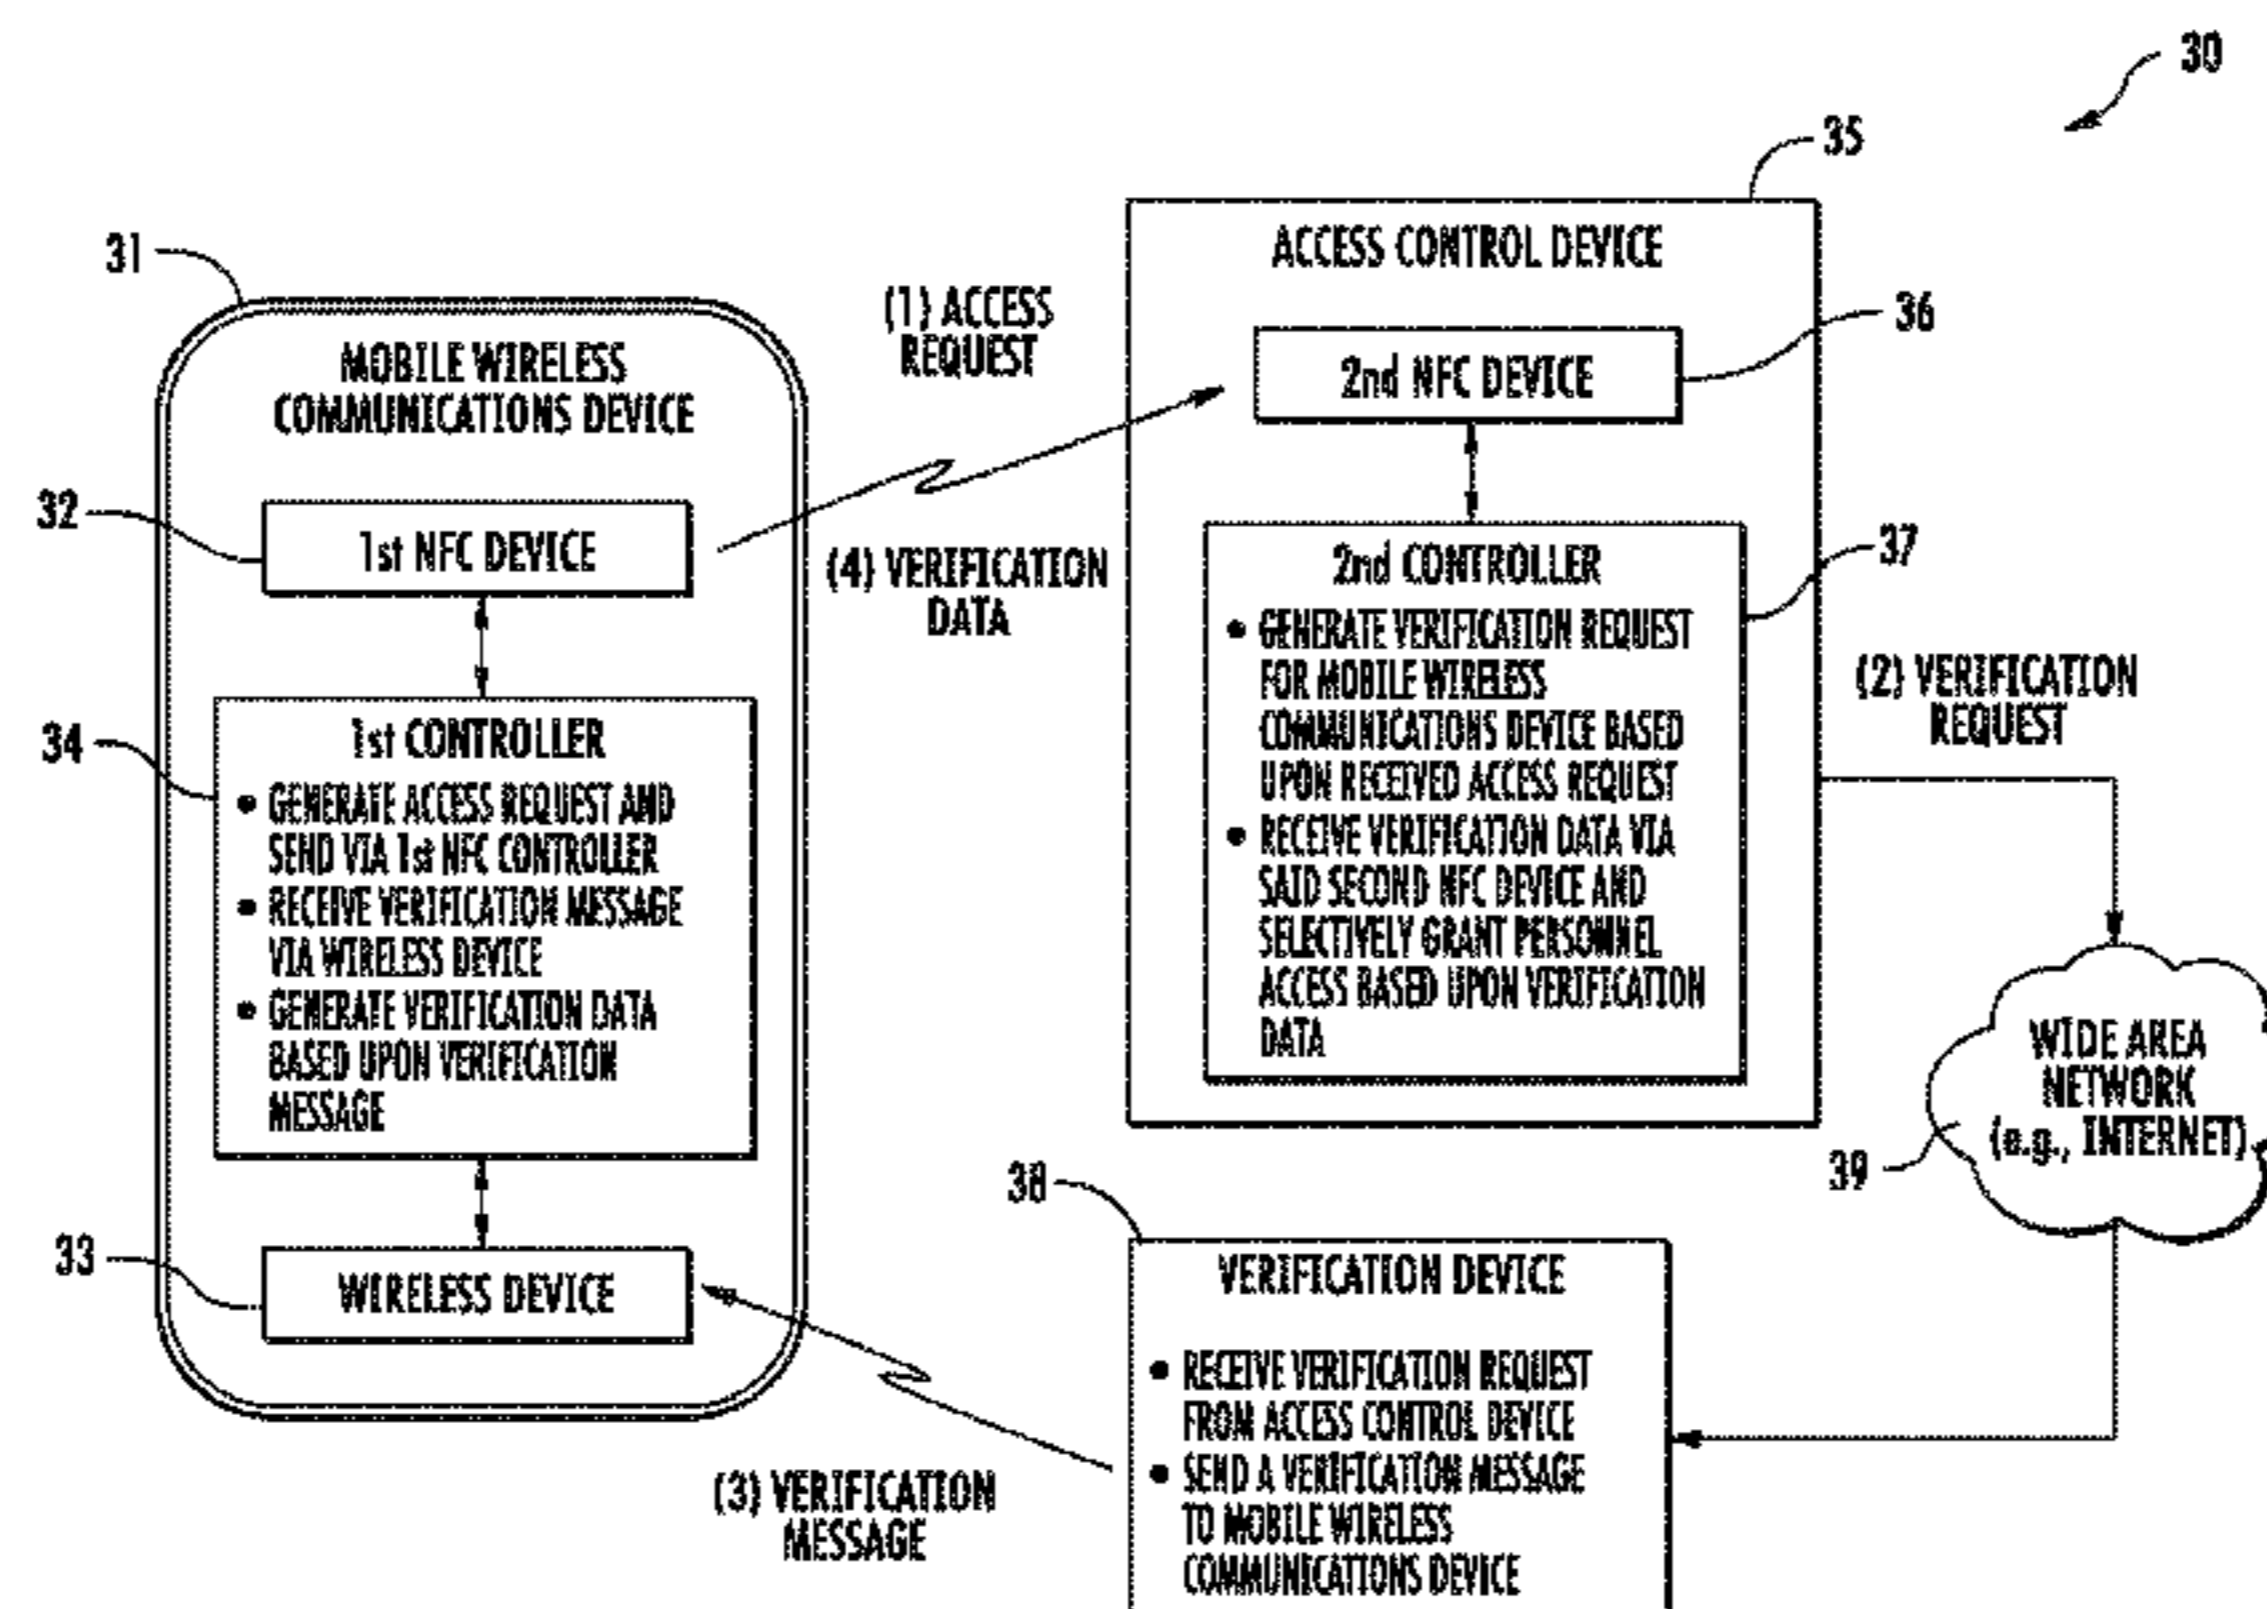 30
35
ACCESS CONTROL DEVICE
31
(1) ACCESS
REQUEST
36
2nd NFC DEVICE
MOBILE WIRELESS
COMMUNICATIONS DEVICE
32
1st NFC DEVICE
(4) VERIFICATION
DATA
37
2nd CONTROLLER
• GENERATE VERIFICATION REQUEST
FOR MOBILE WIRELESS
COMMUNICATIONS DEVICE BASED
UPON RECEIVED ACCESS REQUEST
• RECEIVE VERIFICATION DATA VIA
SAID SECOND NFC DEVICE AND
SELECTIVELY GRANT PERSONNEL
ACCESS BASED UPON VERIFICATION
DATA
(2) VERIFICATION
REQUEST
34
1st CONTROLLER
• GENERATE ACCESS REQUEST AND
SEND VIA 1st NFC CONTROLLER
• RECEIVE VERIFICATION MESSAGE
VIA WIRELESS DEVICE
• GENERATE VERIFICATION DATA
BASED UPON VERIFICATION
MESSAGE
WIDE AREA
NETWORK
(e.g., INTERNET)
39
38
33
WIRELESS DEVICE
VERIFICATION DEVICE
• RECEIVE VERIFICATION REQUEST
FROM ACCESS CONTROL DEVICE
• SEND A VERIFICATION MESSAGE
TO MOBILE WIRELESS
COMMUNICATIONS DEVICE
(3) VERIFICATION
MESSAGE